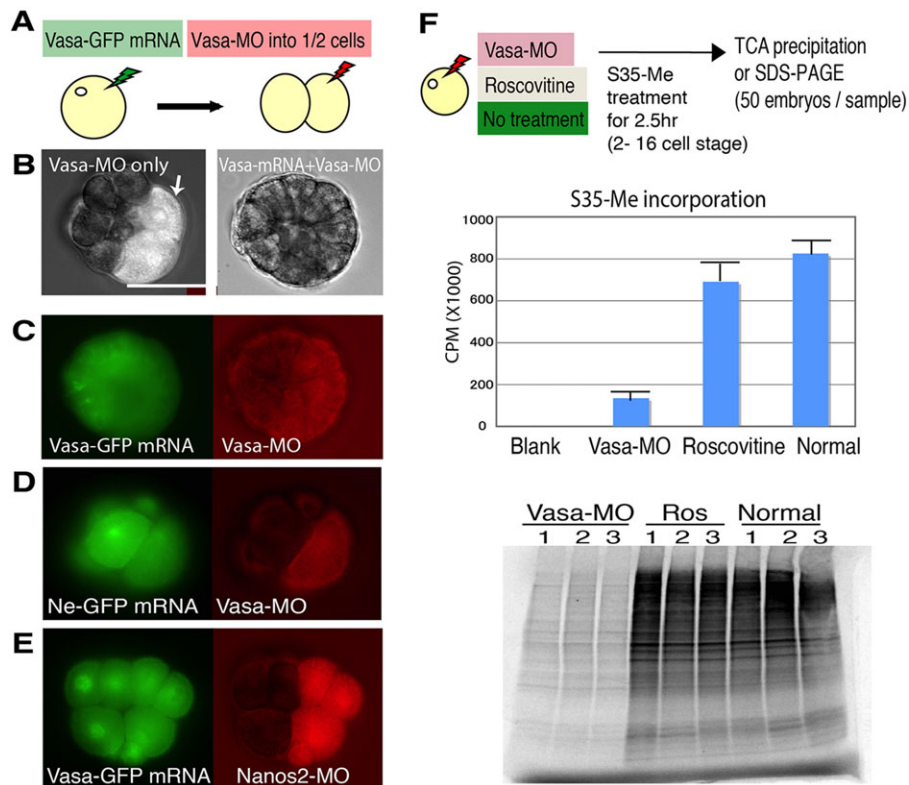 A
Vasa-GFP mRNA
Vasa-MO into 1/2 cells
B
Vasa-MO only
Vasa-mRNA+Vasa-MO
C
Vasa-GFP mRNA
Vasa-MO
D
Ne-GFP mRNA
Vasa-MO
E
Vasa-GFP mRNA
Nanos2-MO
F
Vasa-MO
Roscovitine
No treatment
S35-Me
treatment
for 2.5hr
(2- 16 cell stage)
TCA precipitation
or SDS-PAGE
(50 embryos / sample)
S35-Me incorporation
CPM (X1000)
1000
800
600
400
200
0
Blank
Vasa-MO
Roscovitine
Normal
Vasa-MO
Ros
Normal
1 2 3 1 2 3 1 2 3